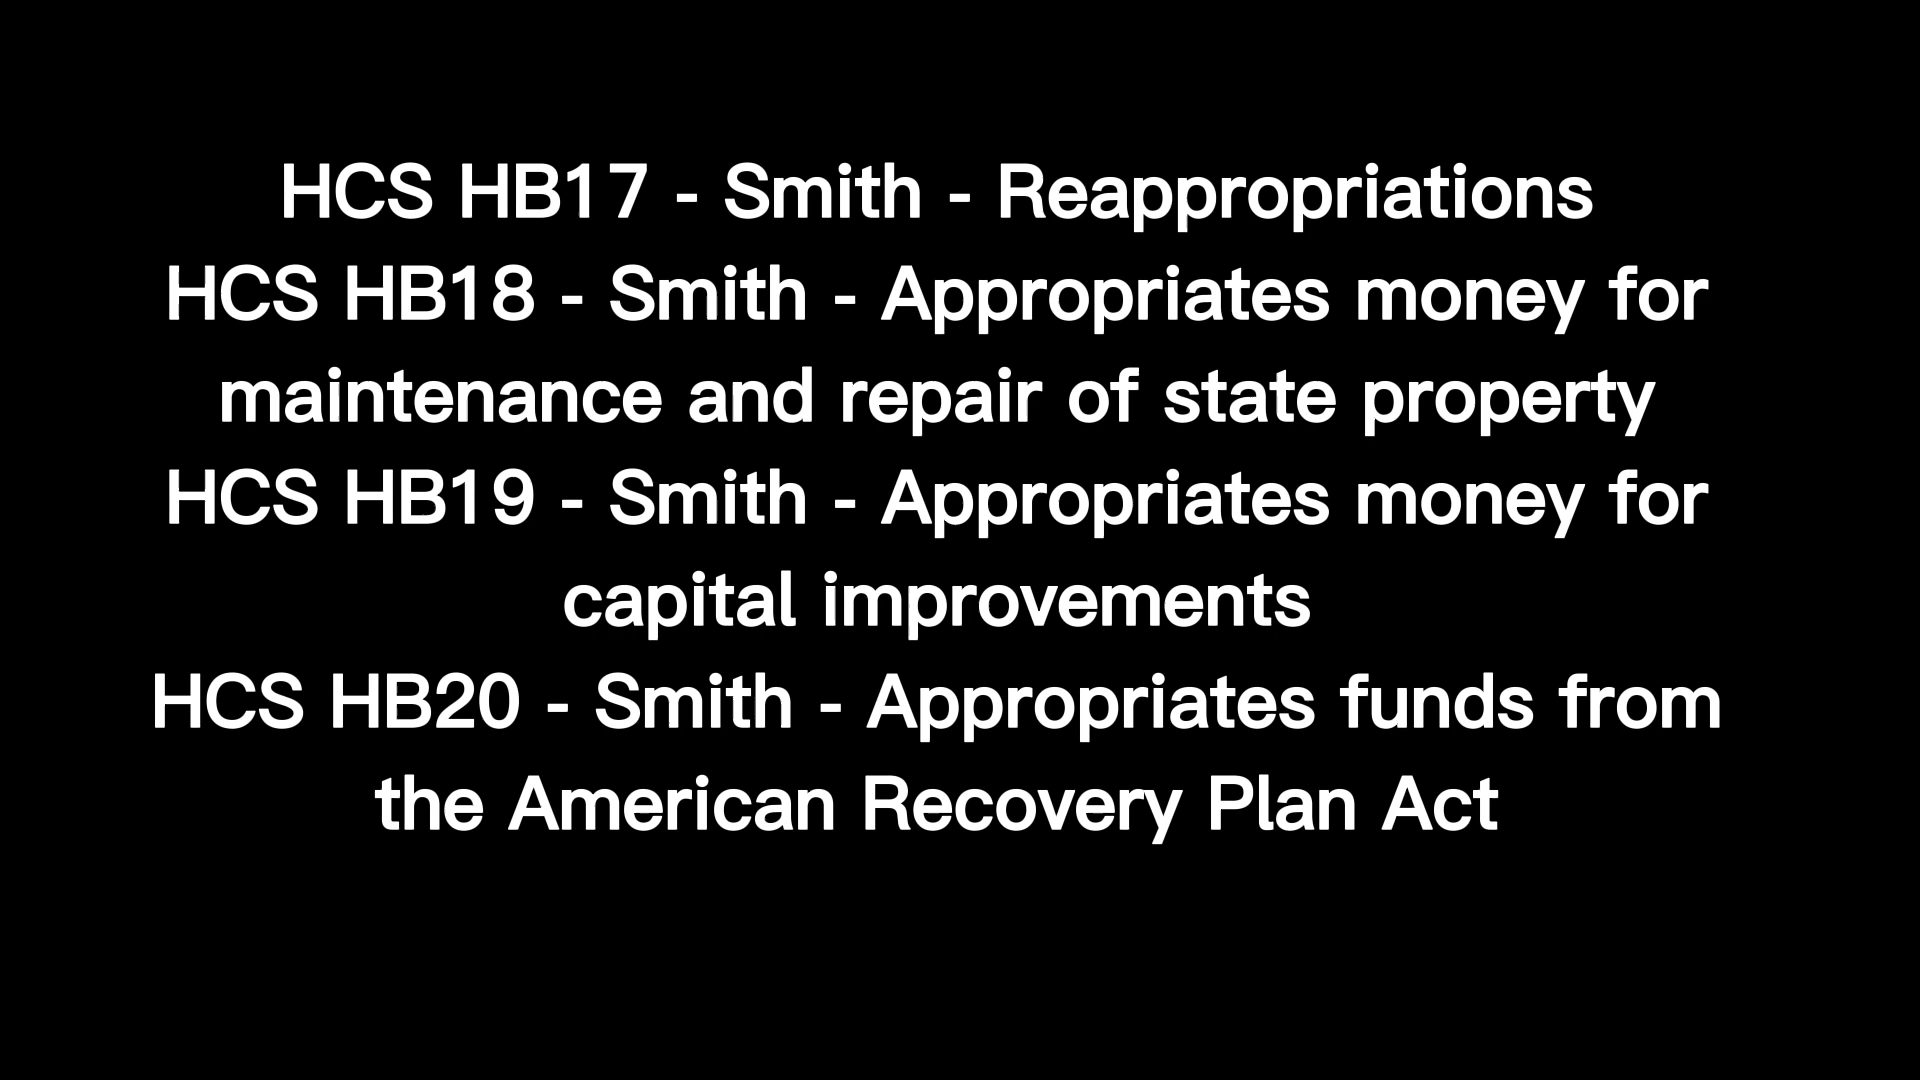 HCS HB17 - Smith - Reappropriations
HCS HB18 - Smith - Appropriates money for
maintenance and repair of state property
HCS HB19 - Smith - Appropriates money for
capital improvements
HCS HB20 - Smith - Appropriates funds from
the American Recovery Plan Act